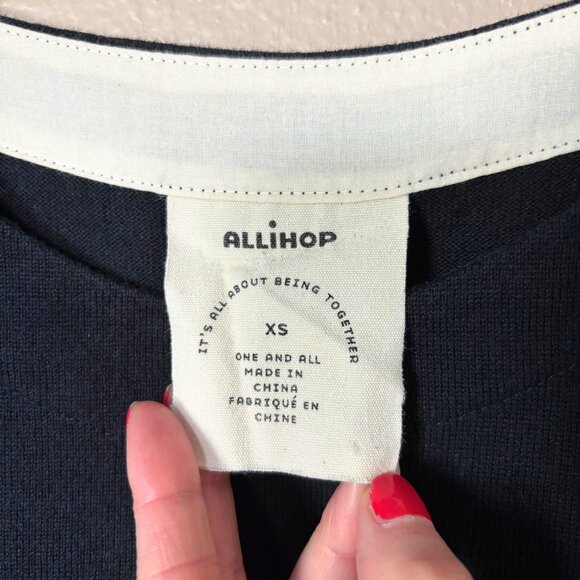 ALLiHOP
IT'S ALL ABOUT BEING TOGETHER
XS
ONE AND ALL
MADE IN
CHINA
FABRIQUÉ EN
CHINE